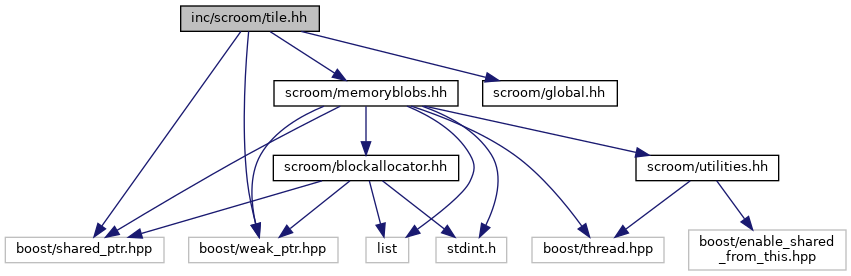 inc/scroom/tile.hh
scroom/memoryblobs.hh
scroom/global.hh
scroom/blockallocator.hh
scroom/utilities.hh
boost/shared_ptr.hpp
boost/weak_ptr.hpp
list
stdint.h
boost/thread.hpp
boost/enable_shared
_from_this.hpp